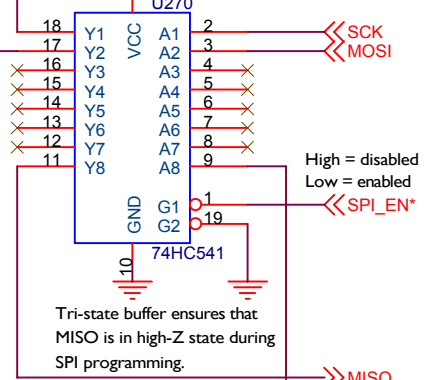 U270
18 Y1 VCC A1 2 SCK
17 Y2 A2 3 MOSI
16 Y3 A3 4
15 Y4 A4 5
14 Y5 A5 6
13 Y6 A6 7
12 Y7 A7 8
11 Y8 A8 9
High = disabled
Low = enabled
GND G1 1 SPI_EN*
G2 19
10 74HC541
Tri-state buffer ensures that
MISO is in high-Z state during
SPI programming.
MISO